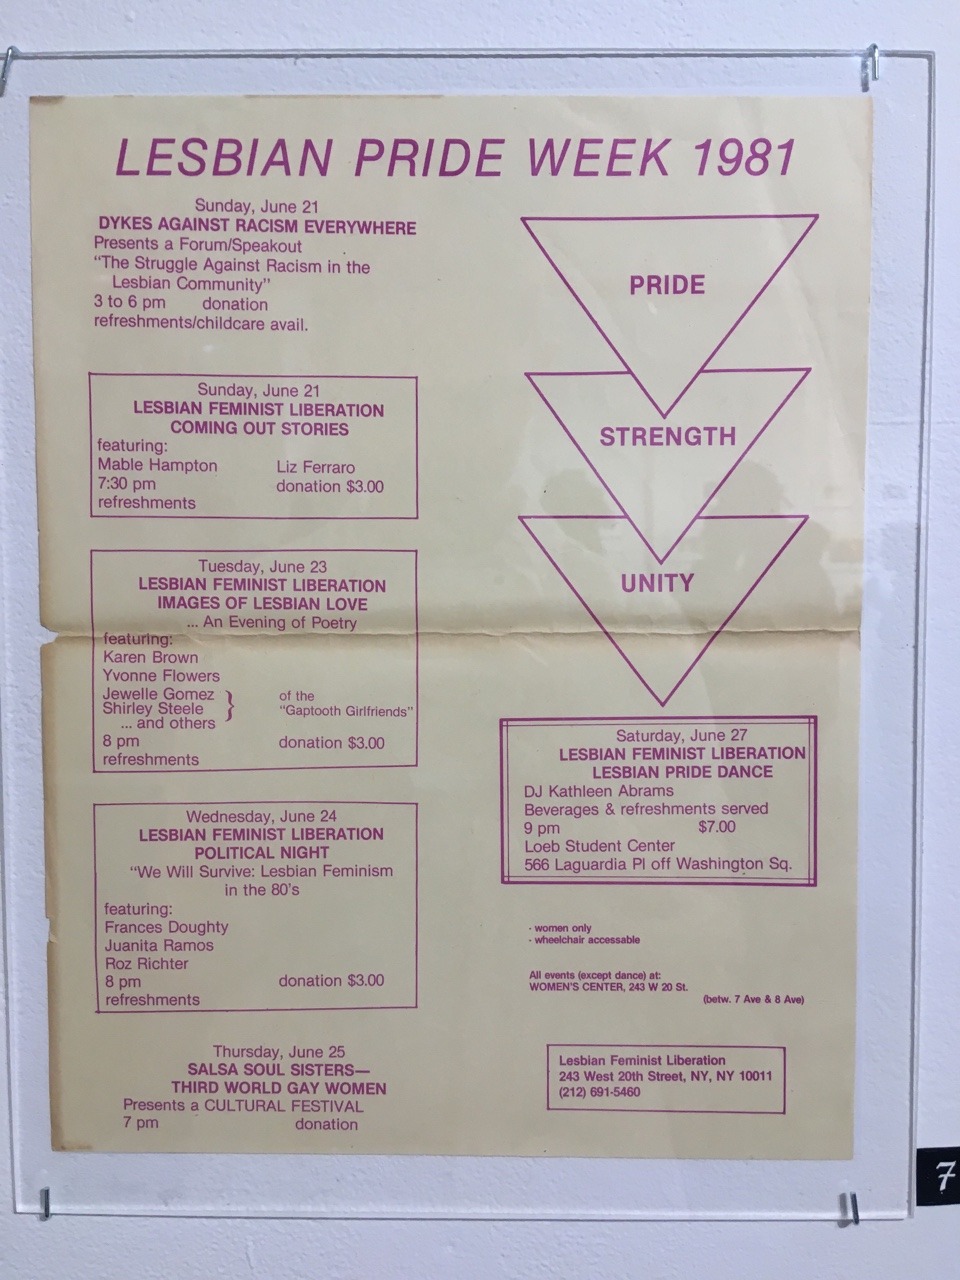 LESBIAN PRIDE WEEK 1981
Sunday, June 21
DYKES AGAINST RACISM EVERYWHERE
Presents a Forum/Speakout
“The Struggle Against Racism in the
Lesbian Community”
3 to 6 pm donation
refreshments/childcare avail.
Sunday, June 21
LESBIAN FEMINIST LIBERATION
COMING OUT STORIES
featuring:
Mable Hampton Liz Ferraro
7:30 pm donation $3.00
refreshments
Tuesday, June 23
LESBIAN FEMINIST LIBERATION
IMAGES OF LESBIAN LOVE
... An Evening of Poetry
featuring:
Karen Brown
Yvonne Flowers
Jewelle Gomez } of the
Shirley Steele “Gaptooth Girlfriends”
... and others
8 pm donation $3.00
refreshments
Wednesday, June 24
LESBIAN FEMINIST LIBERATION
POLITICAL NIGHT
“We Will Survive: Lesbian Feminism
in the 80’s
featuring:
Frances Doughty
Juanita Ramos
Roz Richter
8 pm donation $3.00
refreshments
Thursday, June 25
SALSA SOUL SISTERS—
THIRD WORLD GAY WOMEN
Presents a CULTURAL FESTIVAL
7 pm donation
PRIDE
STRENGTH
UNITY
Saturday, June 27
LESBIAN FEMINIST LIBERATION
LESBIAN PRIDE DANCE
DJ Kathleen Abrams
Beverages & refreshments served
9 pm $7.00
Loeb Student Center
566 Laguardia Pl off Washington Sq.
· women only
· wheelchair accessable
All events (except dance) at:
WOMEN’S CENTER, 243 W 20 St.
(betw. 7 Ave & 8 Ave)
Lesbian Feminist Liberation
243 West 20th Street, NY, NY 10011
(212) 691-5460
7